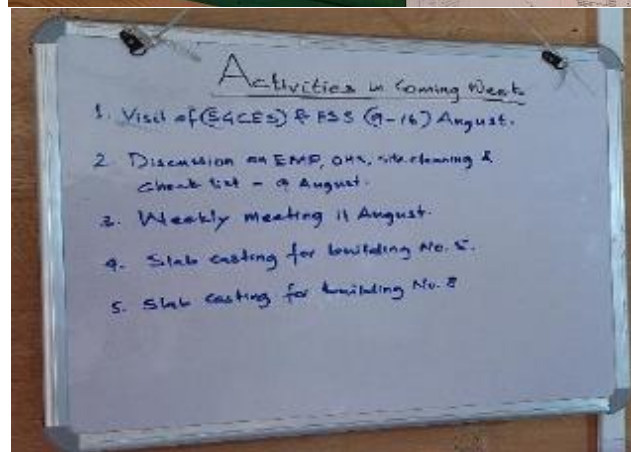 Activities in Coming Week
1. Visit of (E&CES) & ESS (9-16) August.
2. Discussion on EMP, OHS, site cleaning &
check list - 9 August.
3. Weekly meeting 11 August.
4. Slab casting for building No. 5.
5. Slab casting for building No. 8